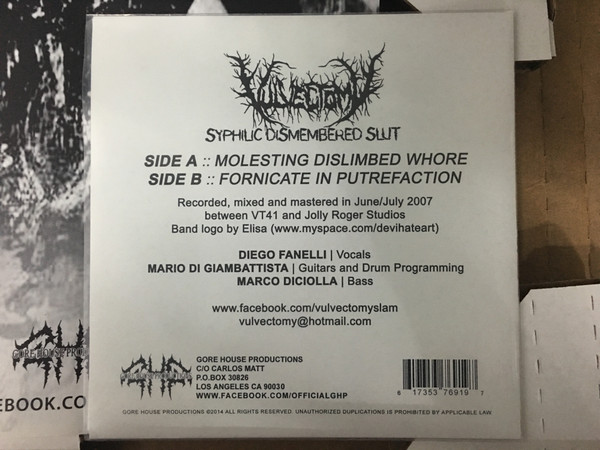 VULVECTOMY
SYPHILIC DISMEMBERED SLUT
SIDE A :: MOLESTING DISLIMBED WHORE
SIDE B :: FORNICATE IN PUTREFACTION
Recorded, mixed and mastered in June/July 2007
between VT41 and Jolly Roger Studios
Band logo by Elisa (www.myspace.com/devihateart)
DIEGO FANELLI | Vocals
MARIO DI GIAMBATTISTA | Guitars and Drum Programming
MARCO DICIOLLA | Bass
www.facebook.com/vulvectomyslam
vulvectomy@hotmail.com
GORE HOUSE PRODUCTIONS
C/O CARLOS MATT
P.O.BOX 30826
LOS ANGELES CA 90030
WWW.FACEBOOK.COM/OFFICIALGHP
6 17353 76919 7
GORE HOUSE PRODUCTIONS ©2014 ALL RIGHTS RESERVED. UNAUTHORIZED DUPLICATIONS IS PROHIBITED BY APPLICABLE LAW
GORE HOUSE
EBOOK.CO